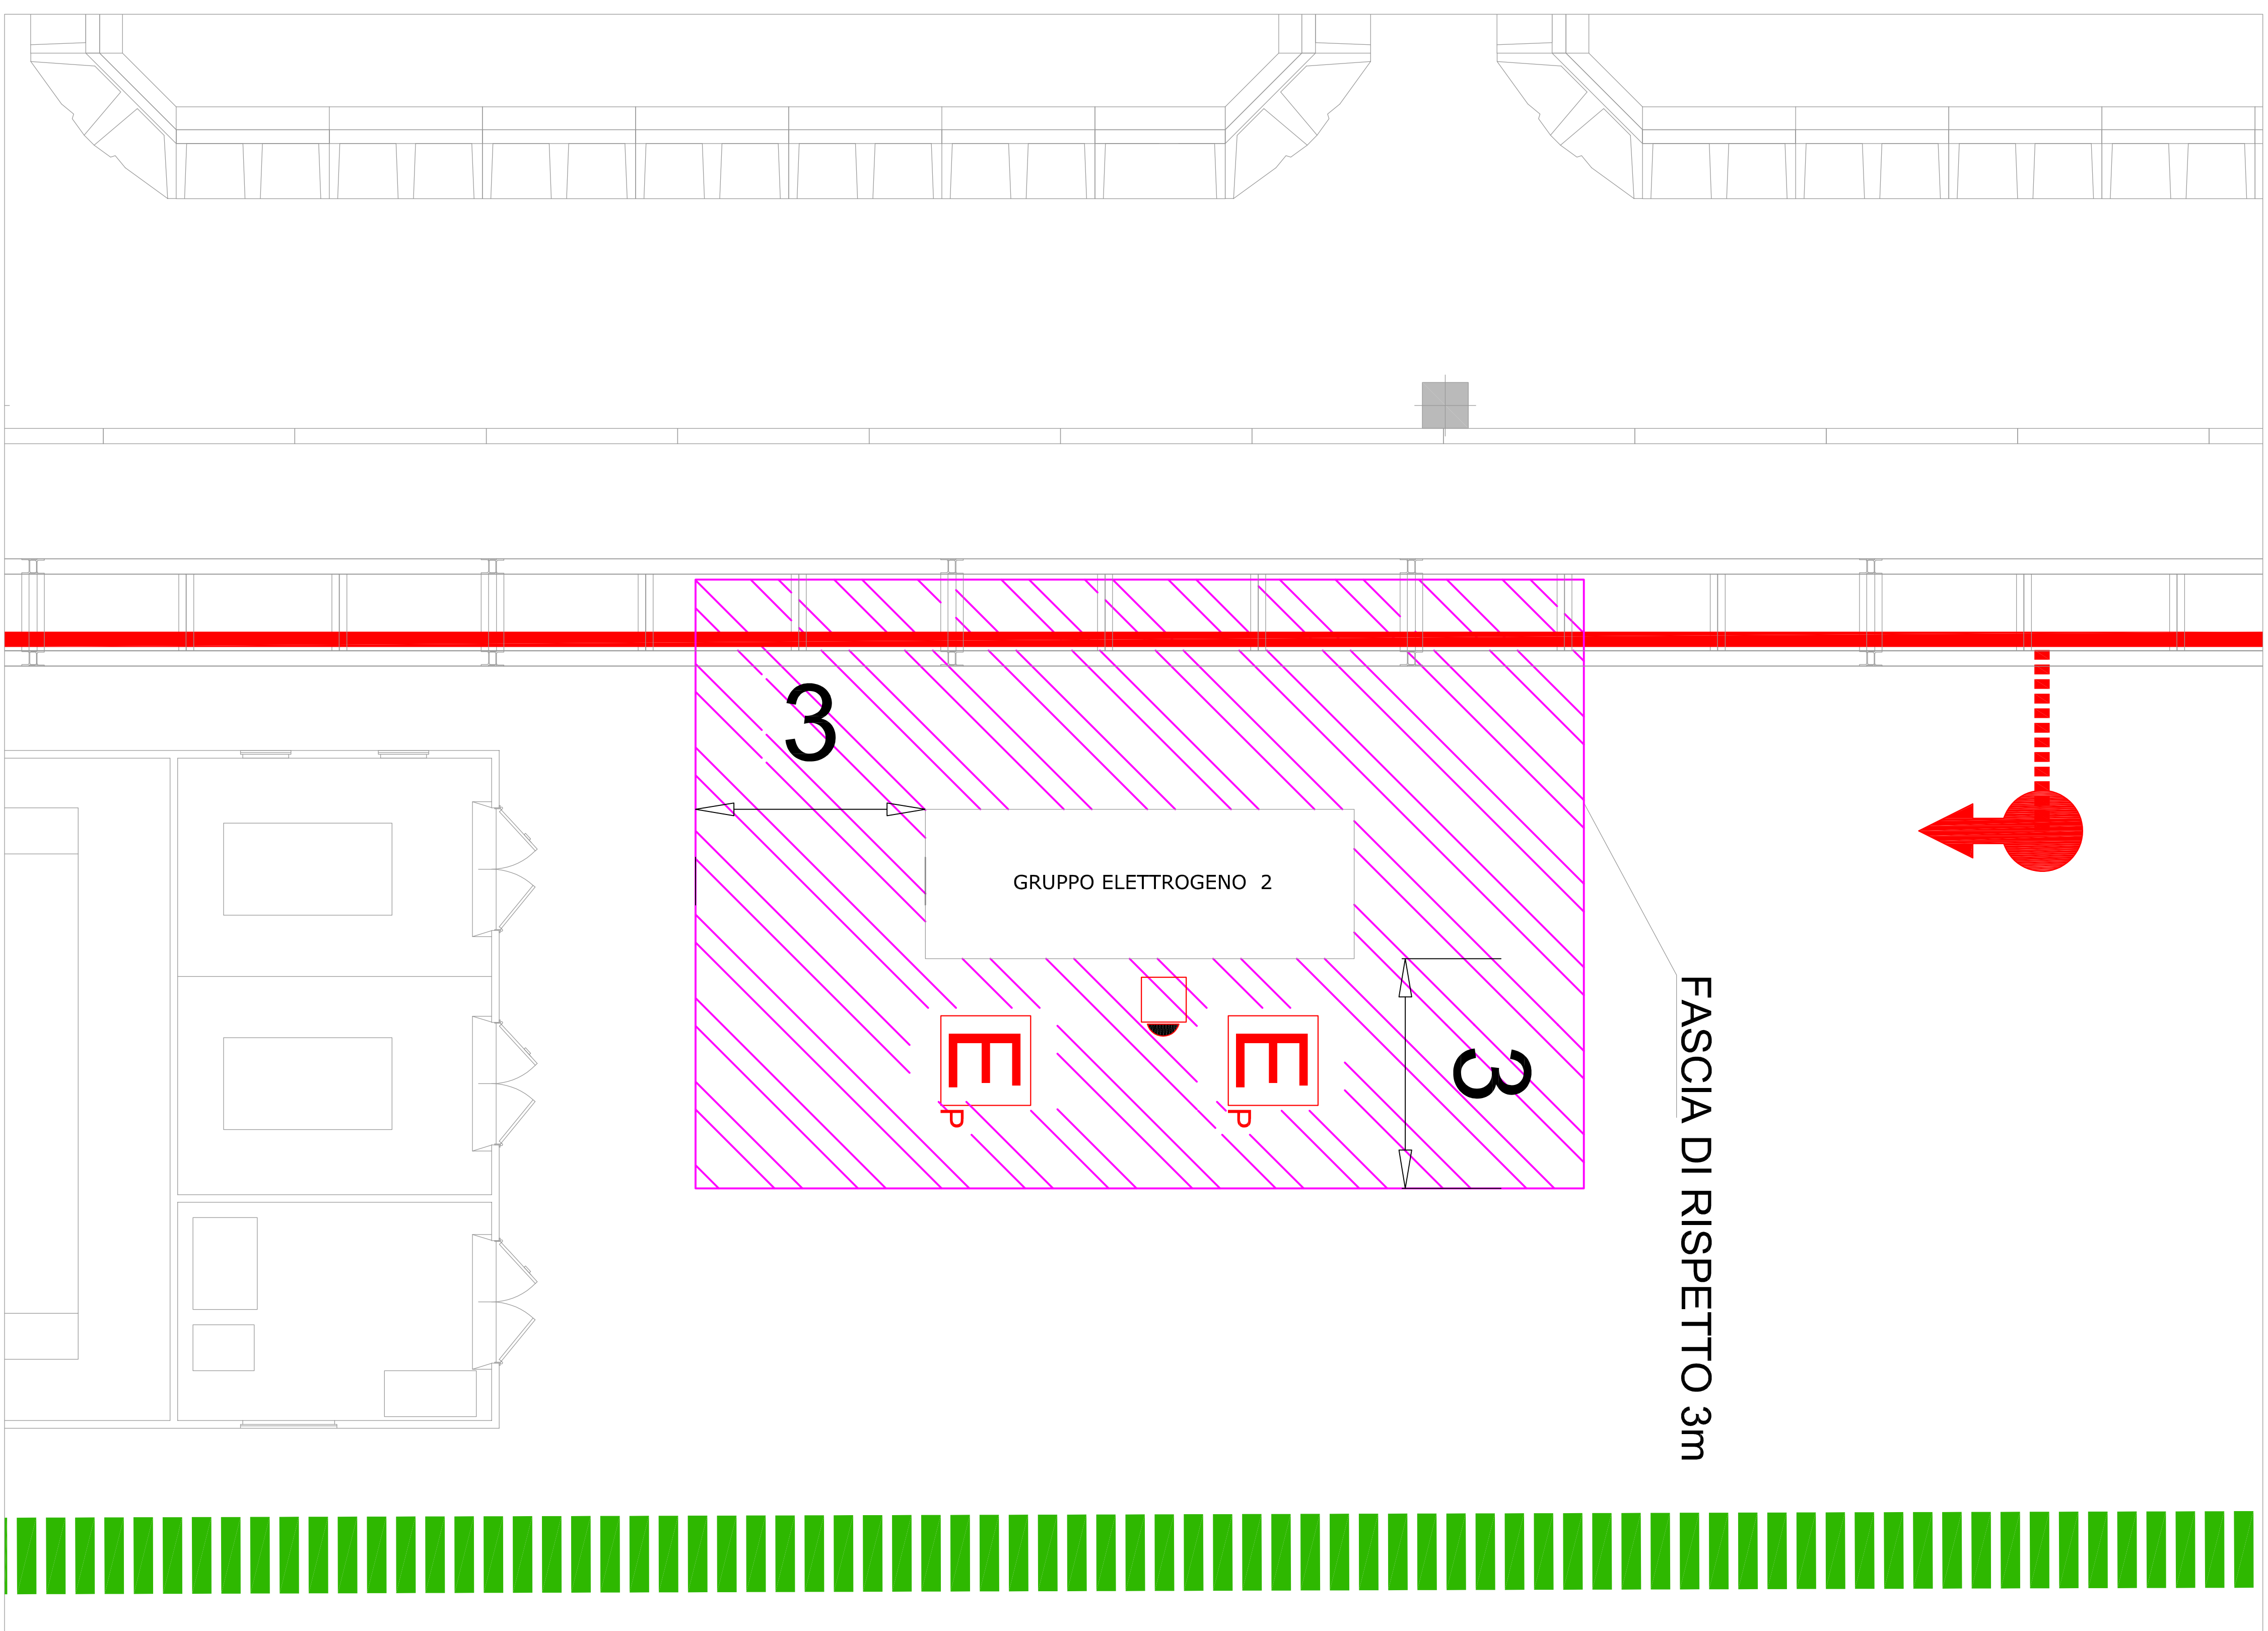 3
GRUPPO ELETTROGENO 2
E
P
E
P
3
FASCIA DI RISPETTO 3m